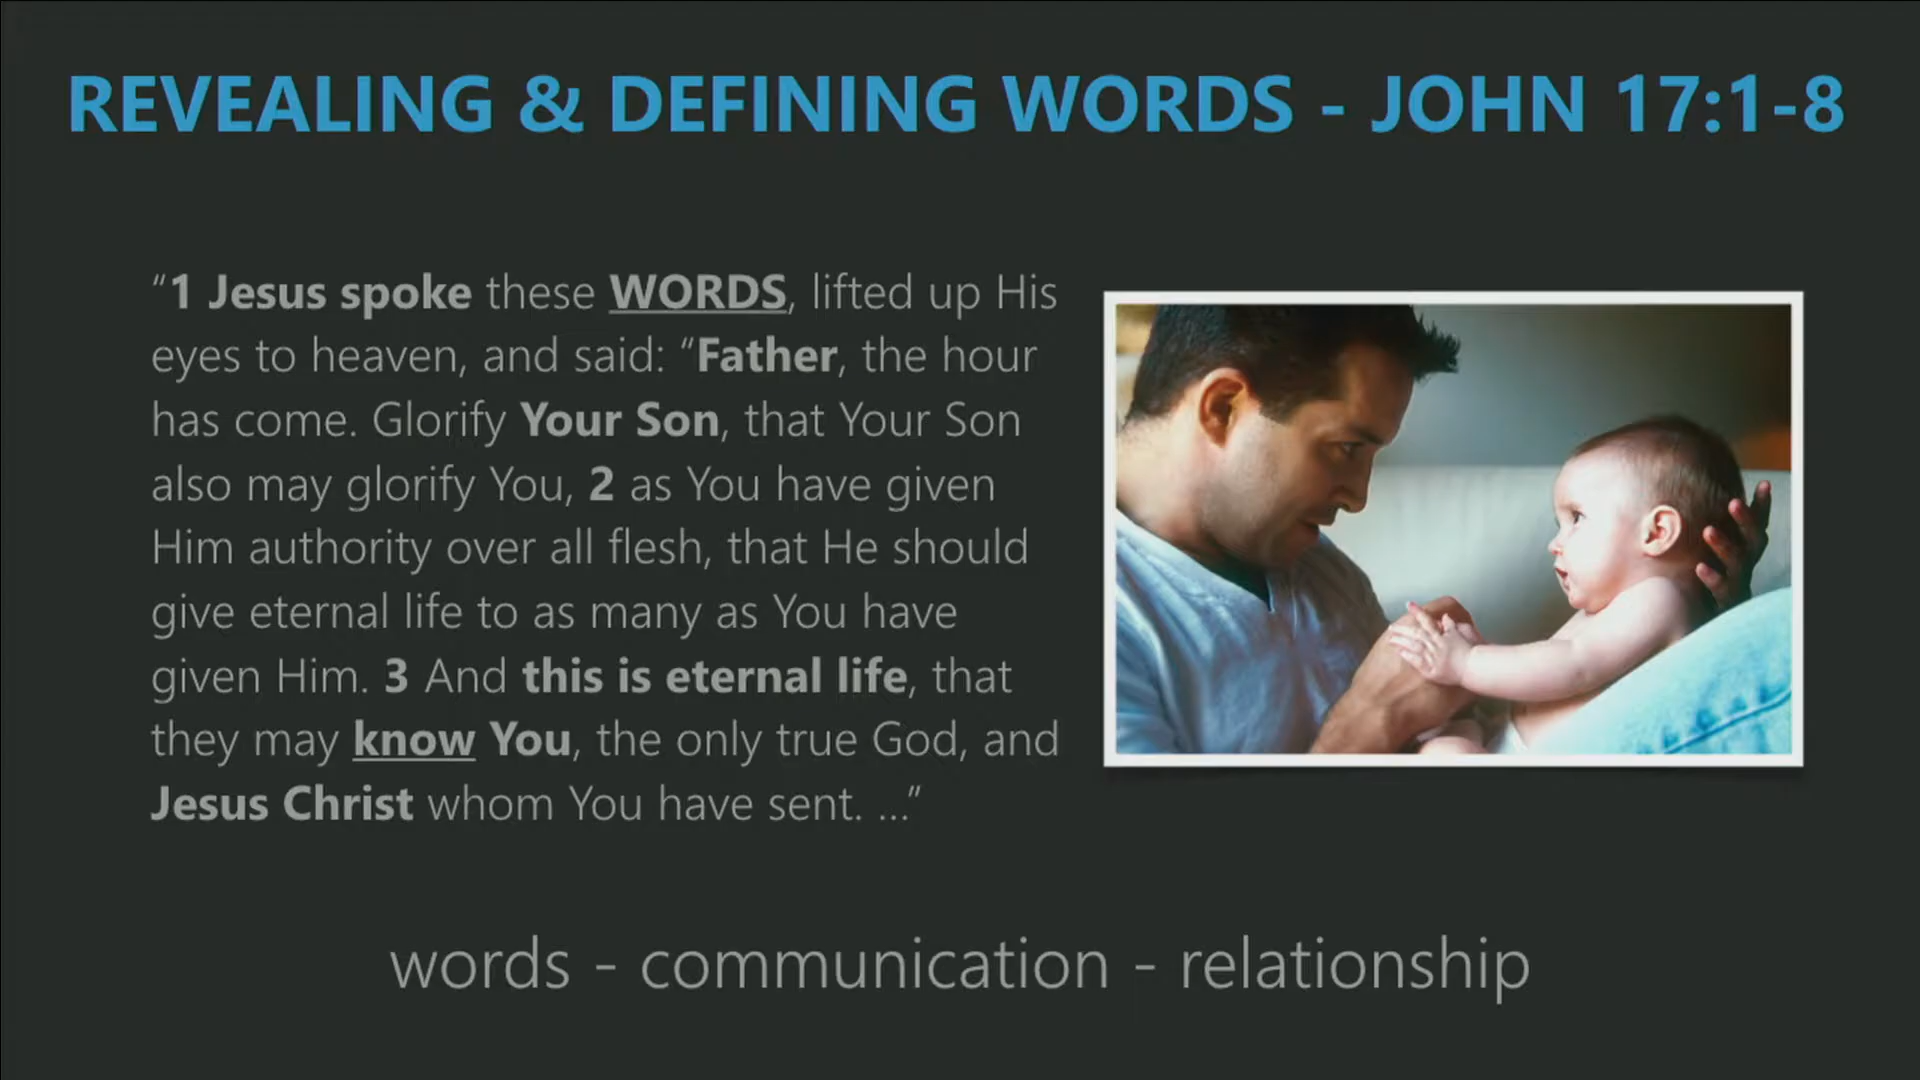 REVEALING & DEFINING WORDS - JOHN 17:1-8
“1 Jesus spoke these WORDS, lifted up His
eyes to heaven, and said: “Father, the hour
has come. Glorify Your Son, that Your Son
also may glorify You, 2 as You have given
Him authority over all flesh, that He should
give eternal life to as many as You have
given Him. 3 And this is eternal life, that
they may know You, the only true God, and
Jesus Christ whom You have sent. ...”
words - communication - relationship